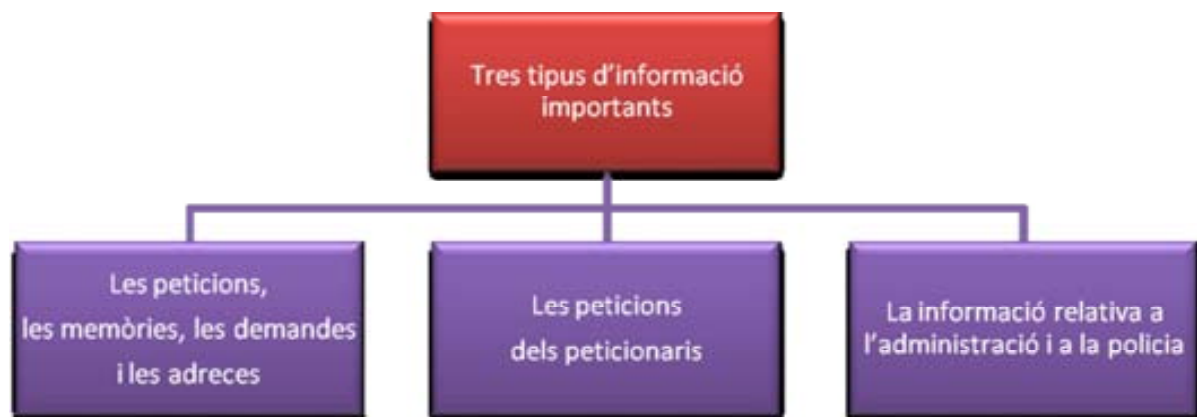 Tres tipus d’informació
importants
Les peticions,
les memòries, les demandes
i les adreces
Les peticions
dels peticionaris
La informació relativa a
l’administració i a la policia